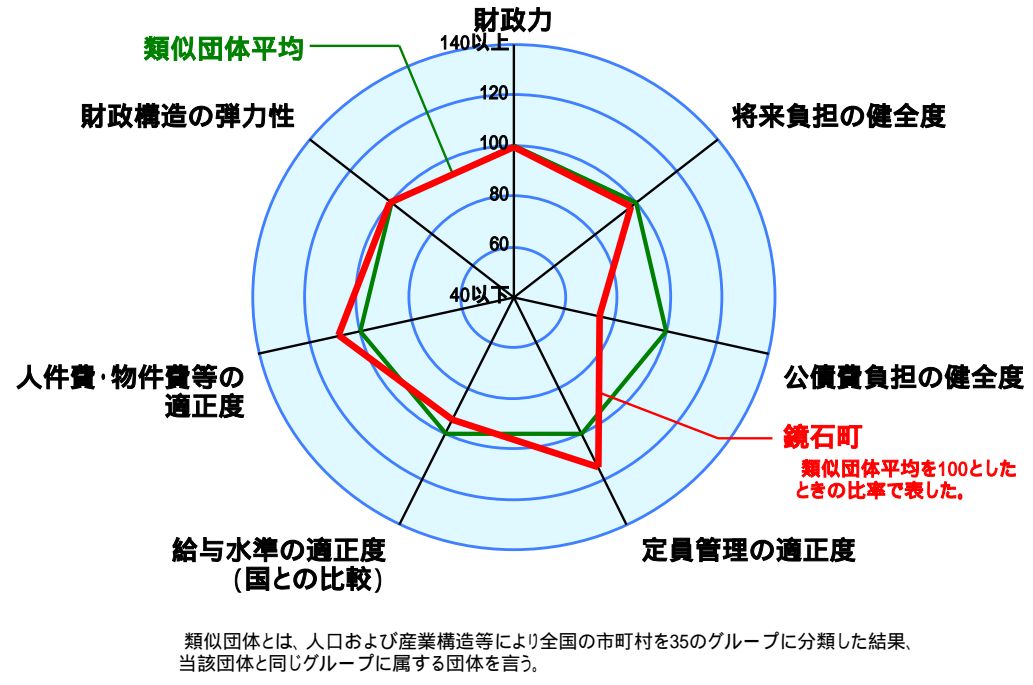 財政力
140以上
類似団体平均
120
財政構造の弾力性
将来負担の健全度
100
80
60
40以下
人件費・物件費等の
適正度
公債費負担の健全度
鏡石町
類似団体平均を100とした
ときの比率で表した。
給与水準の適正度
(国との比較)
定員管理の適正度
類似団体とは、人口および産業構造等により全国の市町村を35のグループに分類した結果、
当該団体と同じグループに属する団体を言う。